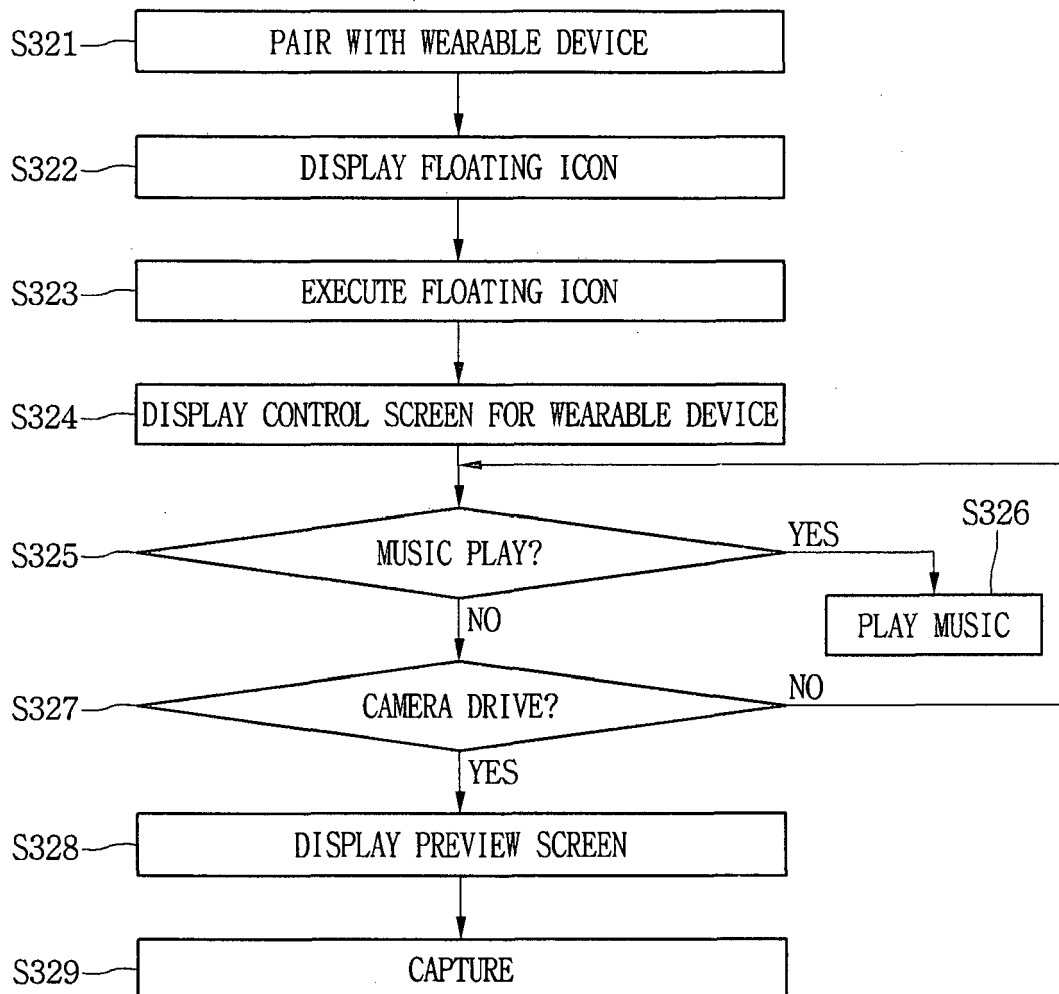 S321 PAIR WITH WEARABLE DEVICE
S322 DISPLAY FLOATING ICON
S323 EXECUTE FLOATING ICON
S324 DISPLAY CONTROL SCREEN FOR WEARABLE DEVICE
S325 MUSIC PLAY?
YES
S326
PLAY MUSIC
NO
S327 CAMERA DRIVE?
NO
YES
S328 DISPLAY PREVIEW SCREEN
S329 CAPTURE